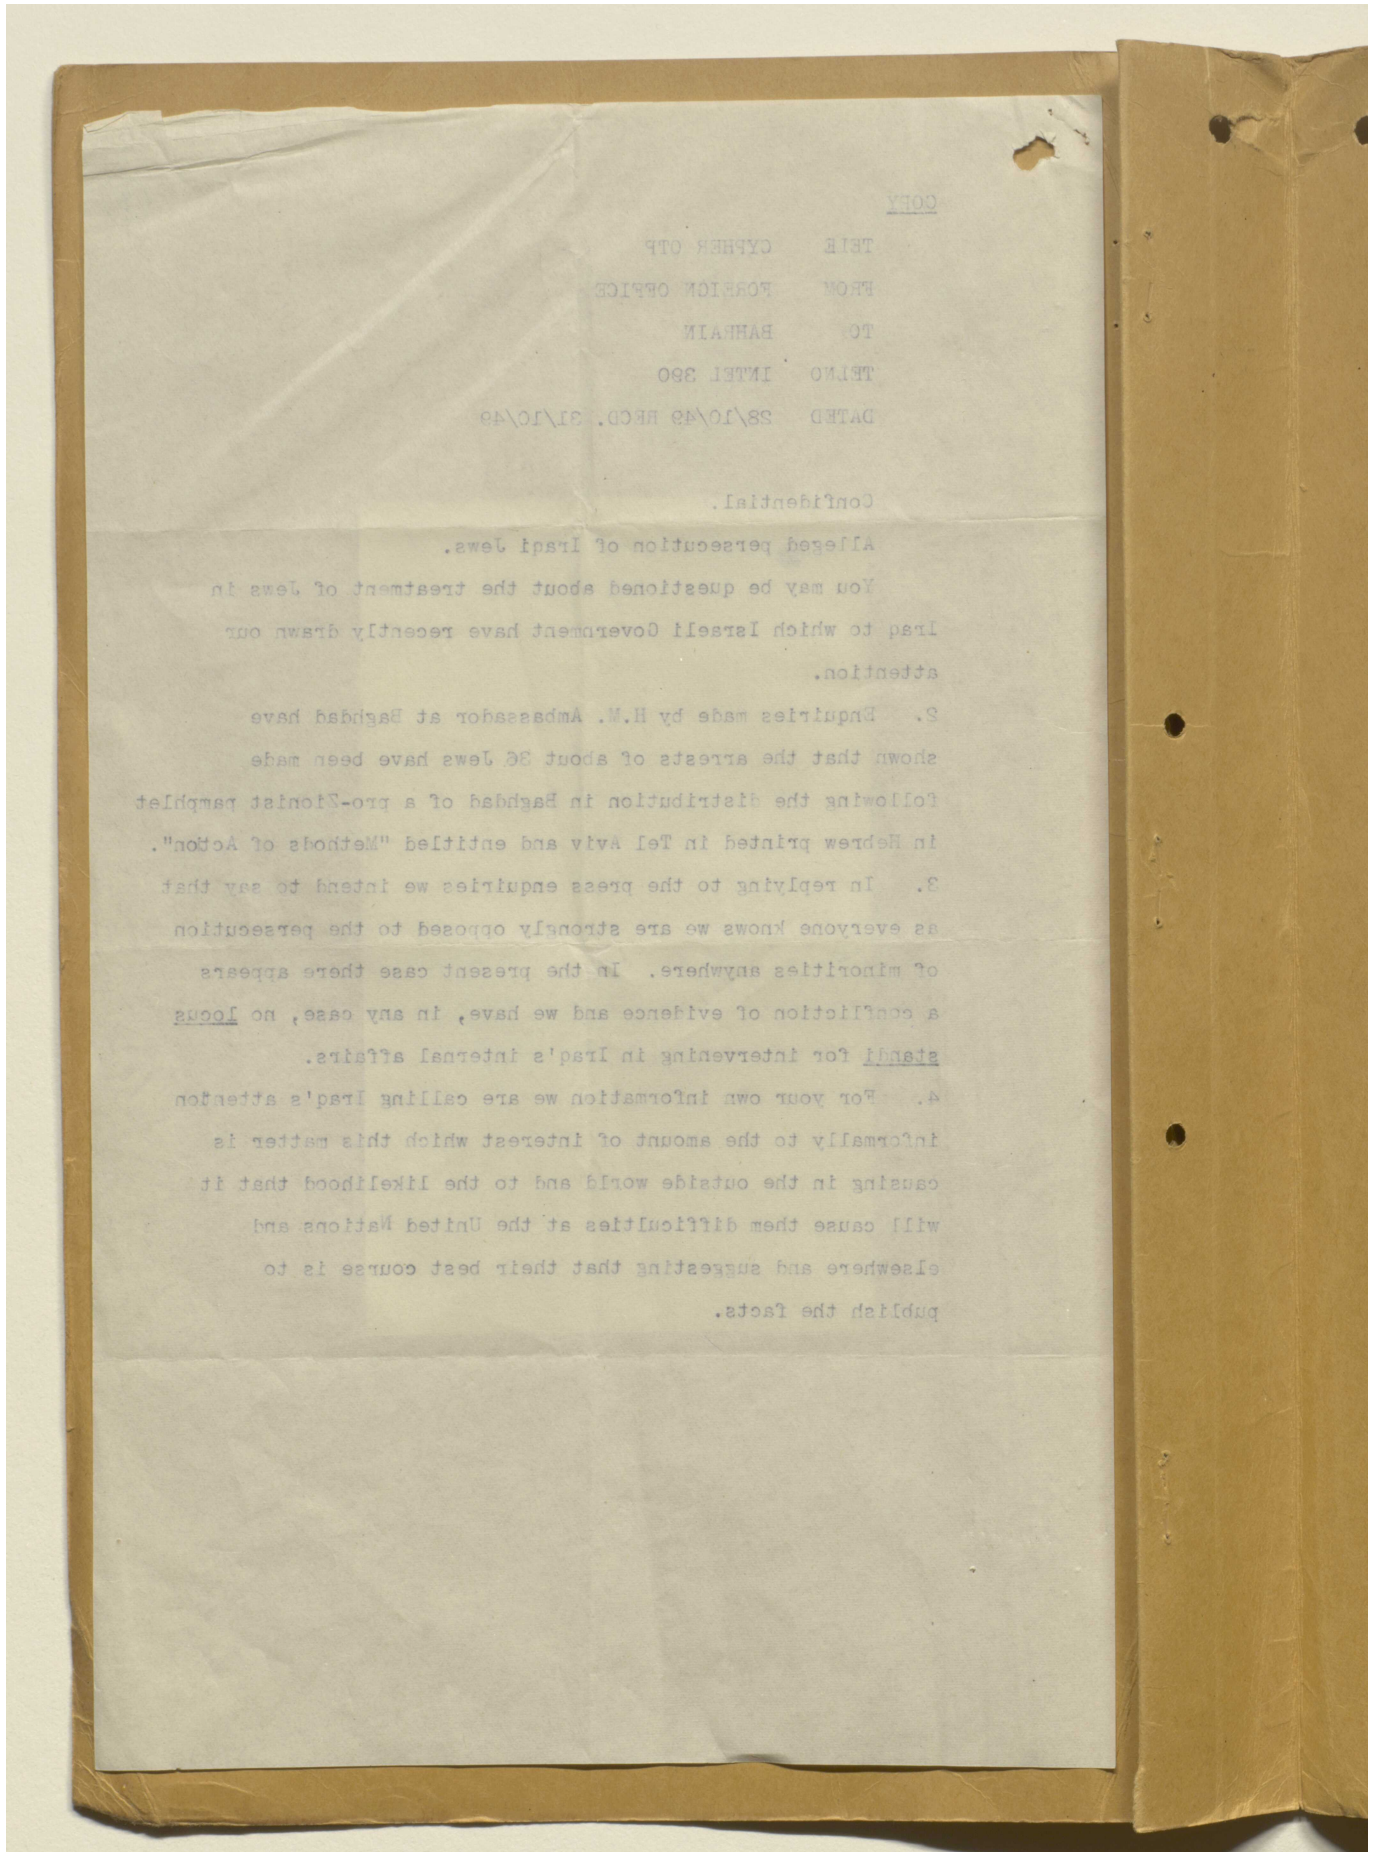 COPY
TELE CYPHER OTP
FROM FOREIGN OFFICE
TO BAHRAIN
TELNO INTEL 390
DATED 28/10/49 RECD. 31/10/49
Confidential.
Alleged persecution of Iraqi Jews.
You may be questioned about the treatment of Jews in
Iraq to which Israeli Government have recently drawn our
attention.
2. Enquiries made by H.M. Ambassador at Baghdad have
shown that the arrests of about 36 Jews have been made
following the distribution in Baghdad of a pro-Zionist pamphlet
in Hebrew printed in Tel Aviv and entitled "Methods of Action".
3. In replying to the press enquiries we intend to say that
as everyone knows we are strongly opposed to the persecution
of minorities anywhere. In the present case there appears
a confliction of evidence and we have, in any case, no locus
standi for intervening in Iraq's internal affairs.
4. For your own information we are calling Iraq's attention
informally to the amount of interest which this matter is
causing in the outside world and to the likelihood that it
will cause them difficulties at the United Nations and
elsewhere and suggesting that their best course is to
publish the facts.